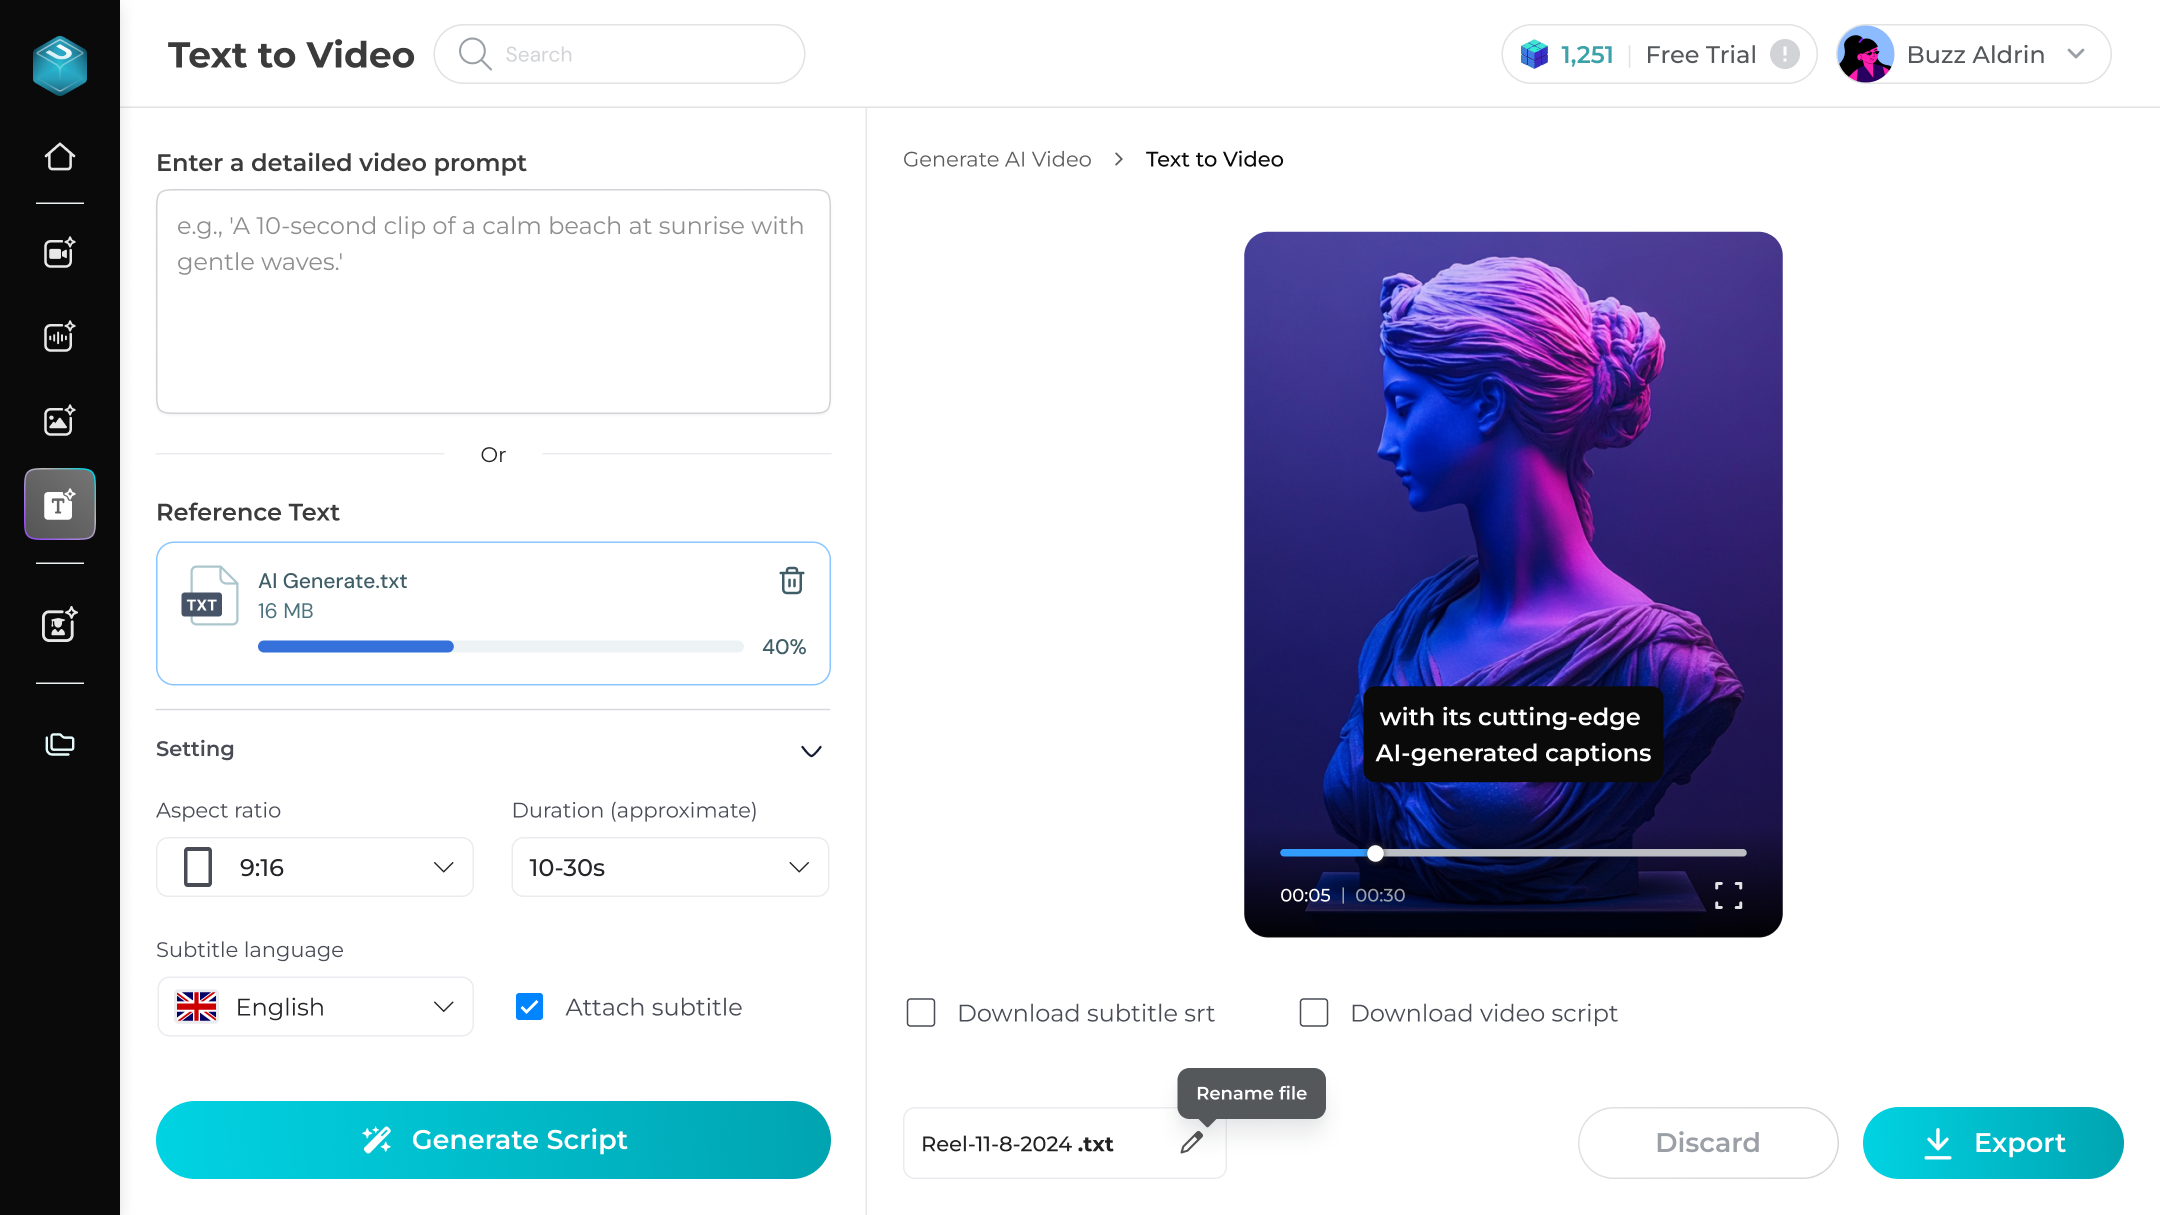 Text to Video
Search
1,251
Free Trial
Buzz Aldrin
Enter a detailed video prompt
e.g., 'A 10-second clip of a calm beach at sunrise with
gentle waves.'
Or
Reference Text
TXT
AI Generate.txt
16 MB
40%
Setting
Aspect ratio
Duration (approximate)
9:16
10-30s
Subtitle language
English
Attach subtitle
Generate Script
Generate AI Video
Text to Video
with its cutting-edge
AI-generated captions
00:05 | 00:30
Download subtitle srt
Download video script
Rename file
Reel-11-8-2024 .txt
Discard
Export